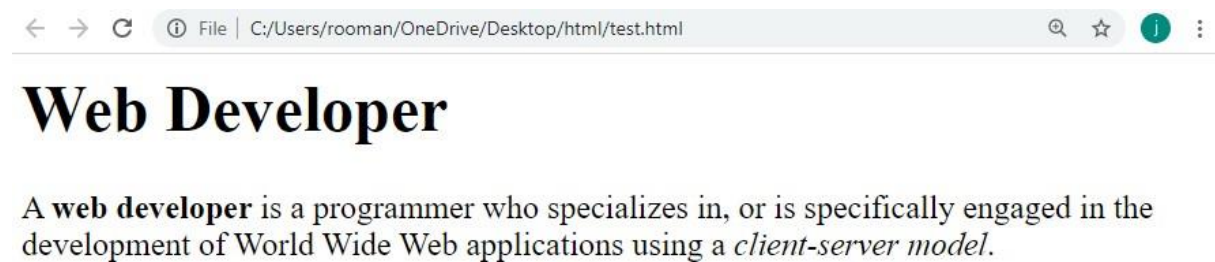 File | C:/Users/rooman/OneDrive/Desktop/html/test.html j
Web Developer
A web developer is a programmer who specializes in, or is specifically engaged in the
development of World Wide Web applications using a client-server model.